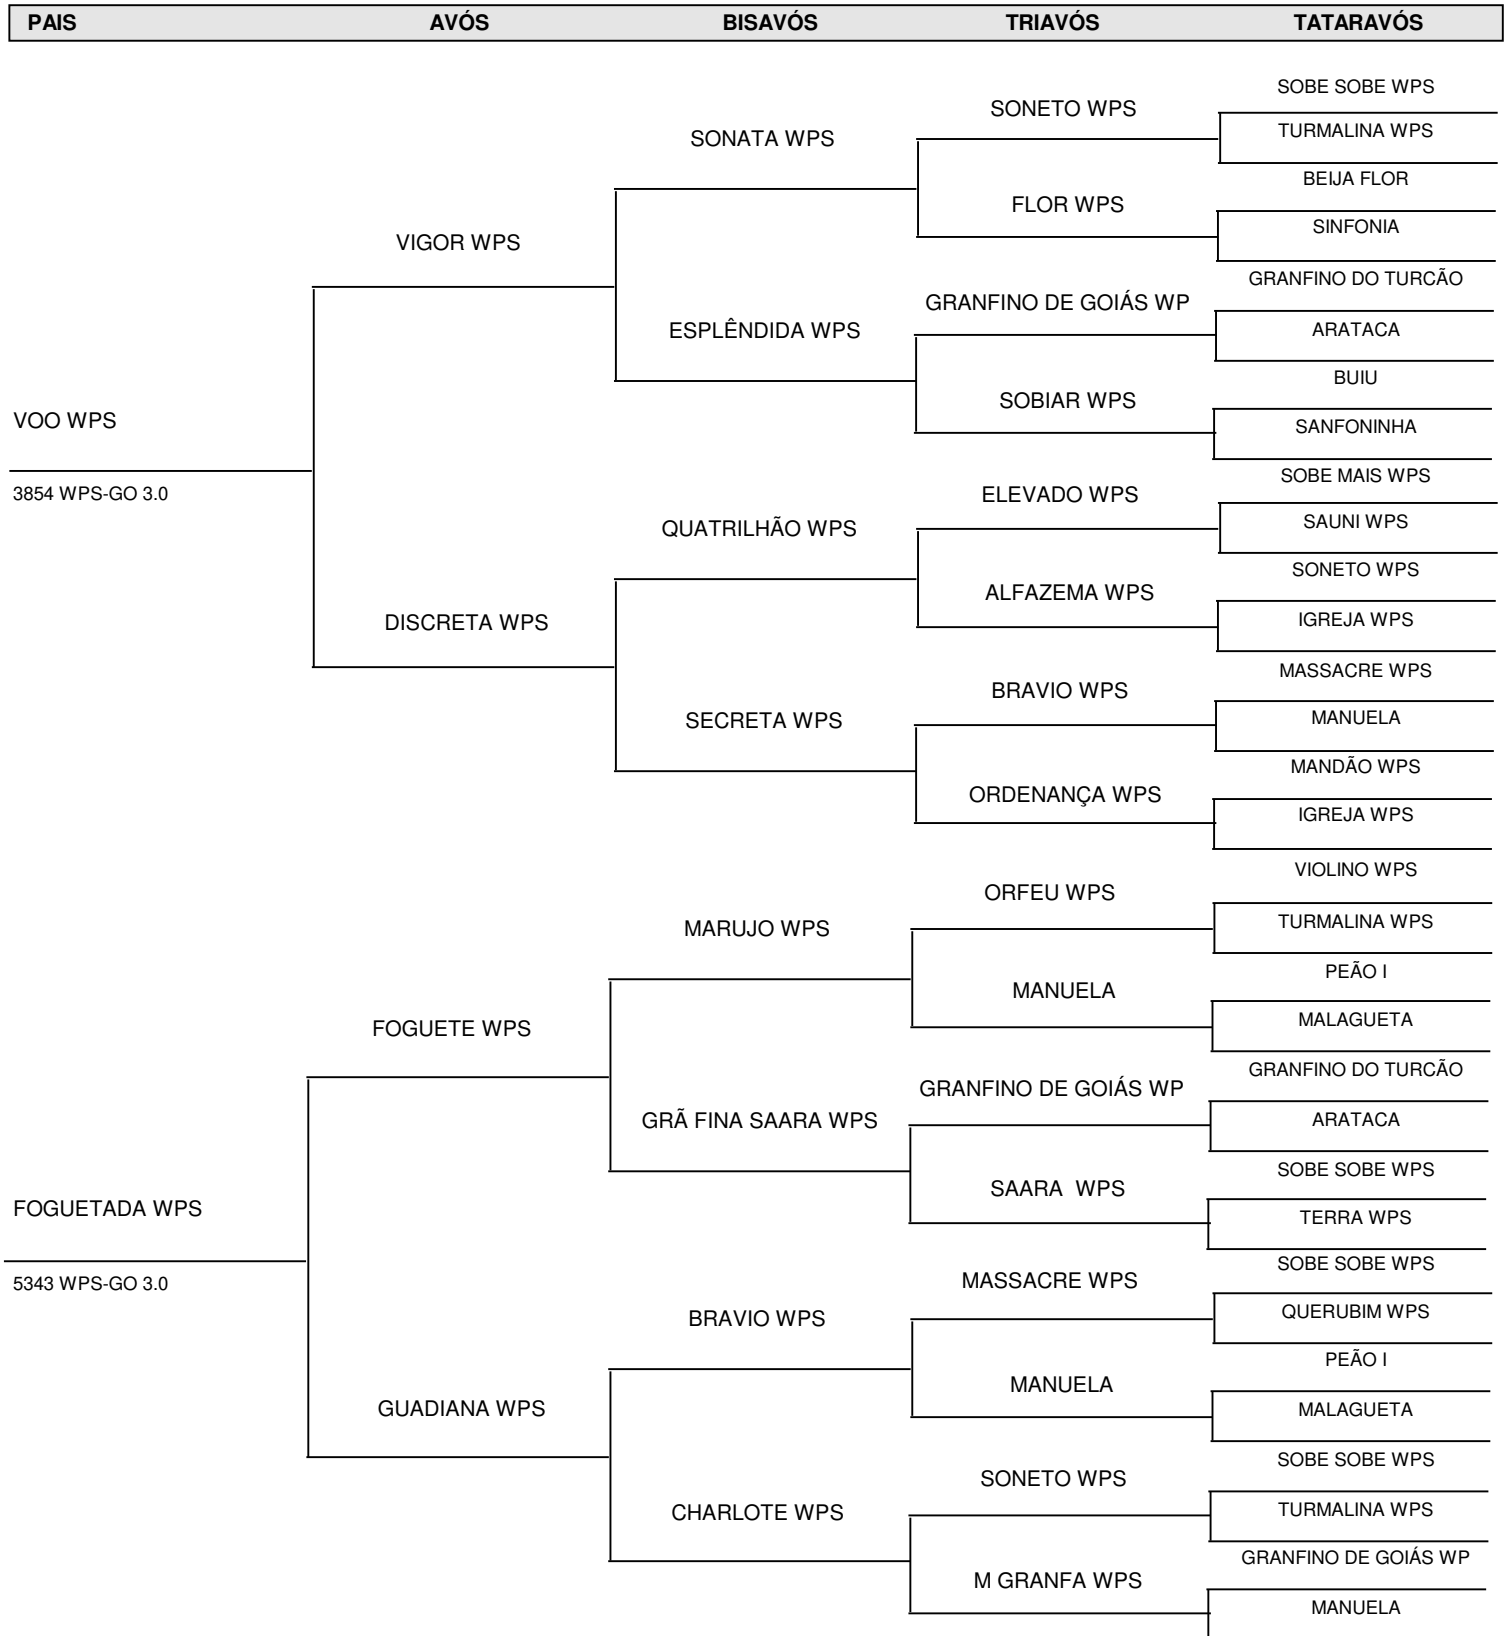 PAIS AVÓS BISAVÓS TRIAVÓS TATARAVÓS
SOBE SOBE WPS
SONETO WPS
TURMALINA WPS
SONATA WPS
BEIJA FLOR
FLOR WPS
SINFONIA
VIGOR WPS
GRANFINO DO TURCÃO
GRANFINO DE GOIÁS WP
ARATACA
ESPLÊNDIDA WPS
BUIU
SOBIAR WPS
SANFONINHA
VOO WPS
3854 WPS-GO 3.0
SOBE MAIS WPS
ELEVADO WPS
SAUNI WPS
QUATRILHÃO WPS
SONETO WPS
ALFAZEMA WPS
IGREJA WPS
DISCRETA WPS
MASSACRE WPS
BRAVIO WPS
MANUELA
SECRETA WPS
MANDÃO WPS
ORDENANÇA WPS
IGREJA WPS
VIOLINO WPS
ORFEU WPS
TURMALINA WPS
MARUJO WPS
PEÃO I
MANUELA
MALAGUETA
FOGUETE WPS
GRANFINO DO TURCÃO
GRANFINO DE GOIÁS WP
ARATACA
GRÃ FINA SAARA WPS
SOBE SOBE WPS
SAARA WPS
TERRA WPS
FOGUETADA WPS
5343 WPS-GO 3.0
SOBE SOBE WPS
MASSACRE WPS
QUERUBIM WPS
BRAVIO WPS
PEÃO I
MANUELA
MALAGUETA
GUADIANA WPS
SOBE SOBE WPS
SONETO WPS
TURMALINA WPS
CHARLOTE WPS
GRANFINO DE GOIÁS WP
M GRANFA WPS
MANUELA